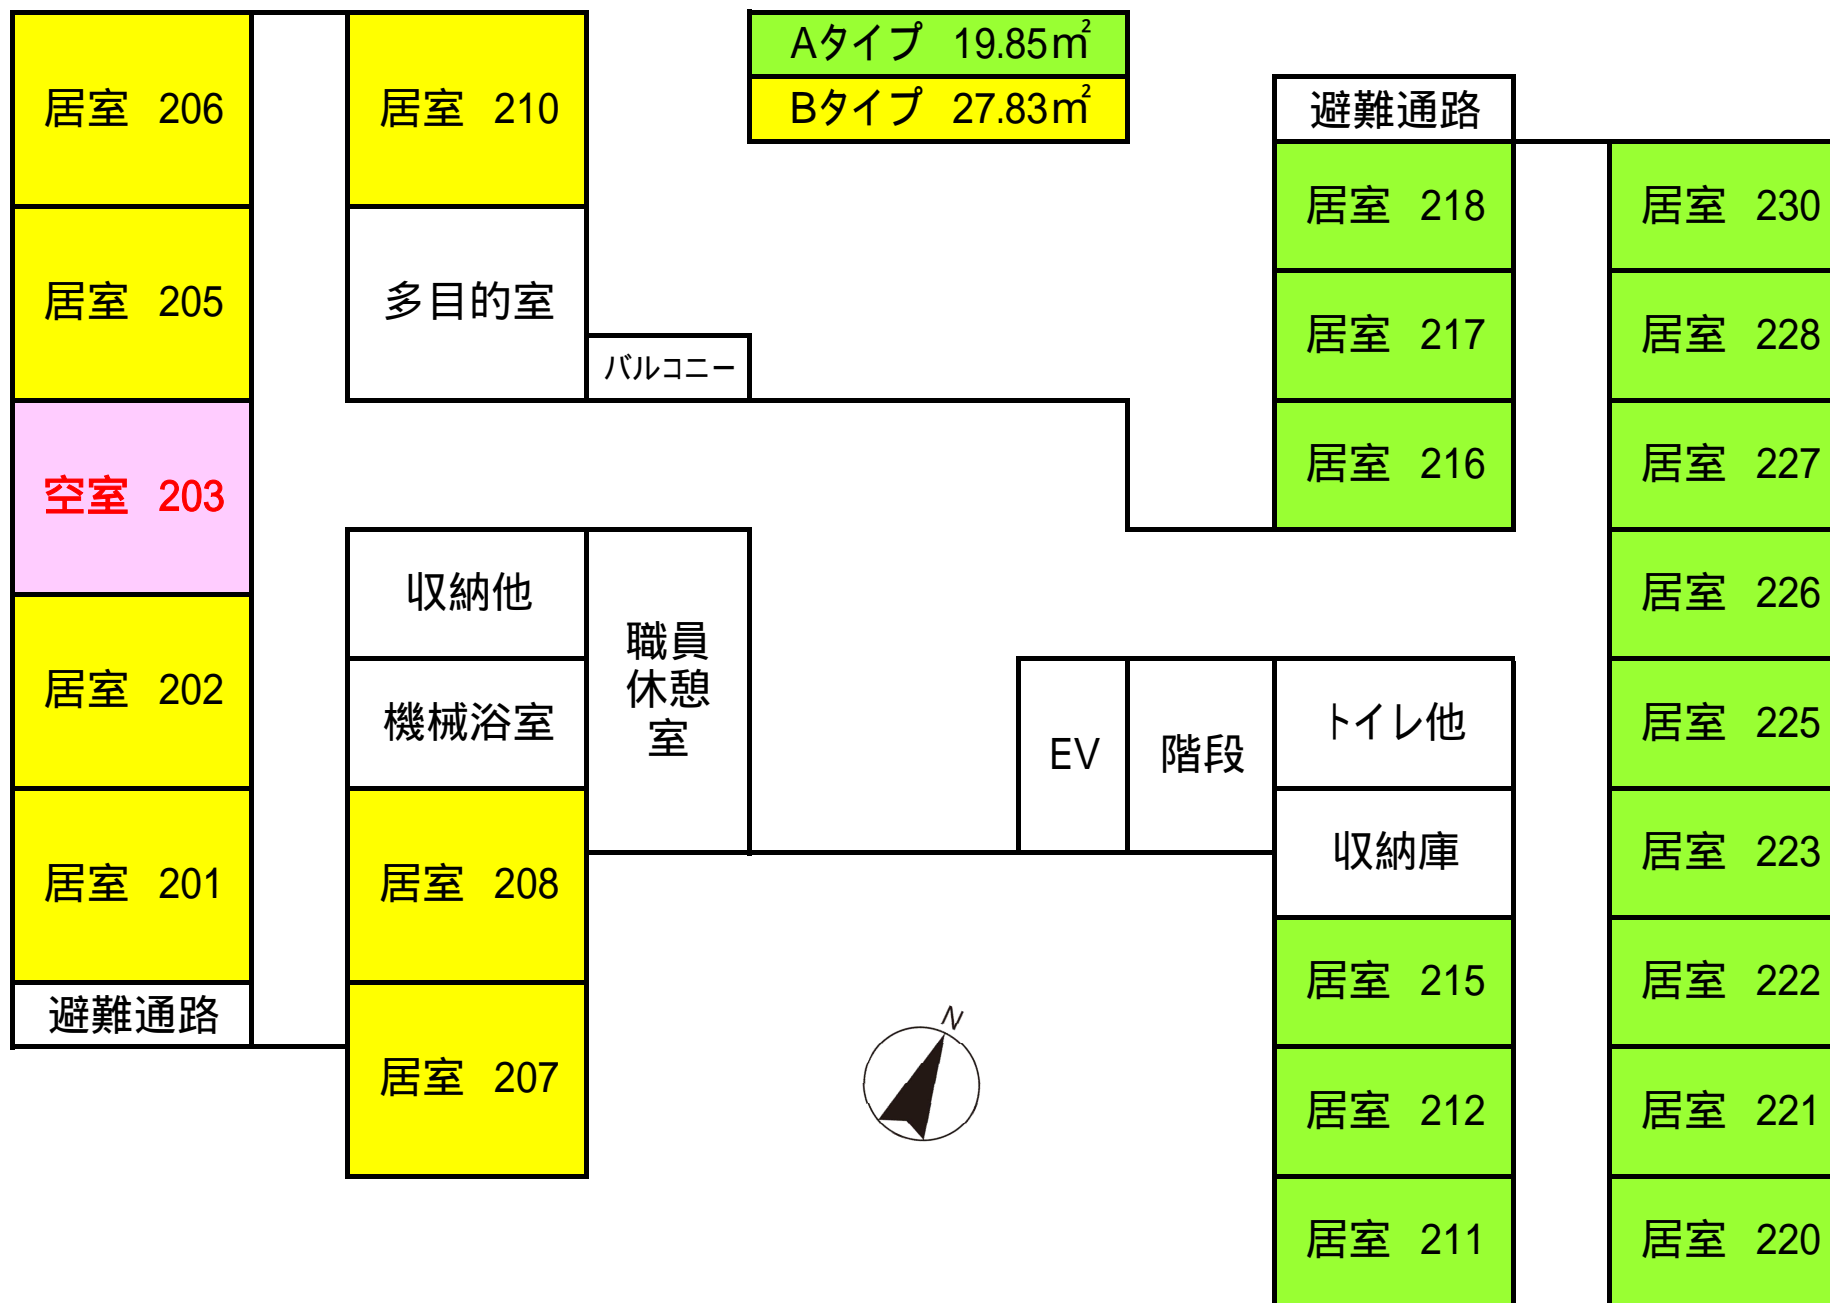 居室 206
居室 210
Aタイプ 19.85㎡
Bタイプ 27.83㎡
避難通路
居室 218
居室 230
居室 205
多目的室
バルコニー
居室 217
居室 228
空室 203
居室 216
居室 227
収納他
職員
休憩
室
居室 226
居室 202
機械浴室
EV
階段
トイレ他
居室 225
居室 201
居室 208
収納庫
居室 223
避難通路
居室 207
N
居室 215
居室 222
居室 212
居室 221
居室 211
居室 220